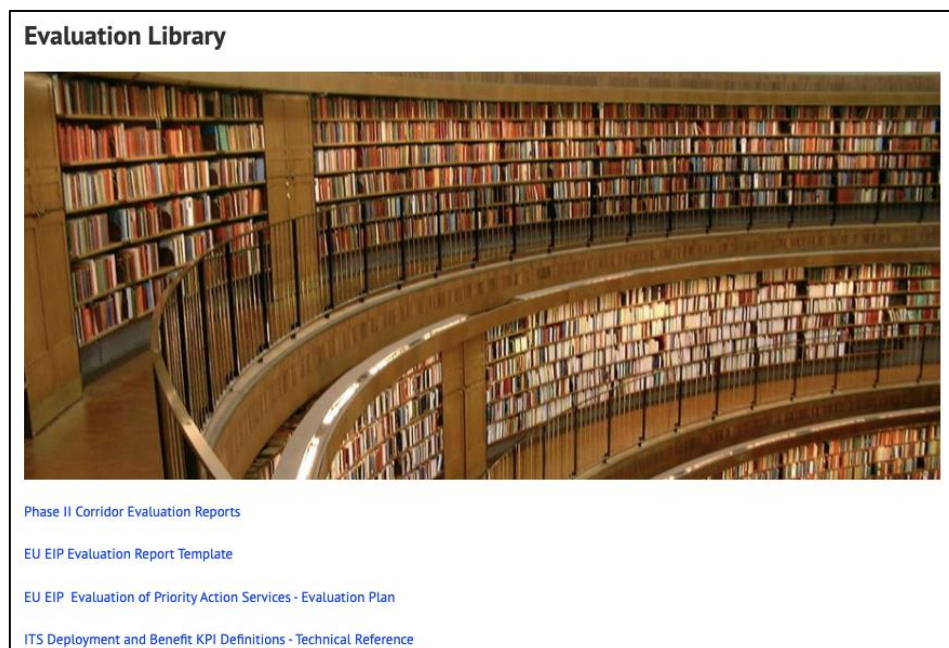 Evaluation Library
Phase II Corridor Evaluation Reports
EU EIP Evaluation Report Template
EU EIP  Evaluation of Priority Action Services - Evaluation Plan
ITS Deployment and Benefit KPI Definitions - Technical Reference